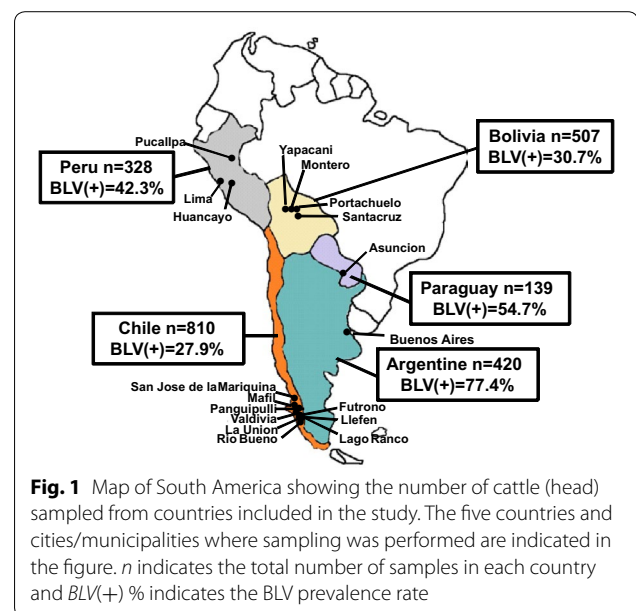 Pucallpa
Peru n=328
BLV(+)=42.3%
Lima
Huancayo
Yapacani
Montero
Bolivia n=507
BLV(+)=30.7%
Portachuelo
Santacruz
Asuncion
Paraguay n=139
BLV(+)=54.7%
Chile n=810
BLV(+)=27.9%
Buenos Aires
Argentine n=420
BLV(+)=77.4%
San Jose de la Mariquina
Mafil
Panguipulli
Valdivia
La Union
Rio Bueno
Futrono
Llefen
Lago Ranco
Fig. 1 Map of South America showing the number of cattle (head)
sampled from countries included in the study. The five countries and
cities/municipalities where sampling was performed are indicated in
the figure. n indicates the total number of samples in each country
and BLV(+) % indicates the BLV prevalence rate